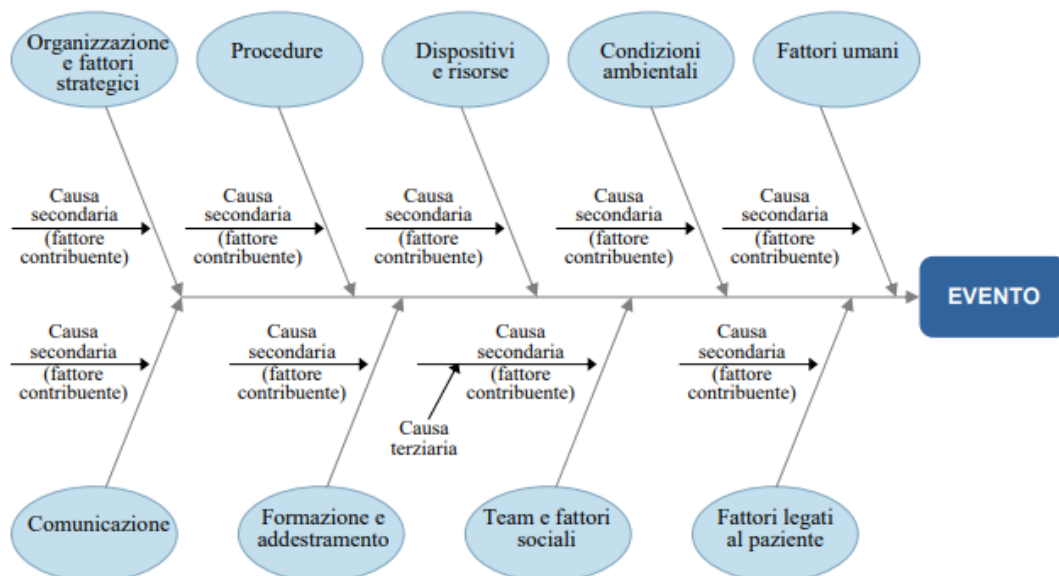 Organizzazione
e fattori
strategici
Procedure
Dispositivi
e risorse
Condizioni
ambientali
Fattori umani
Causa
secondaria
(fattore
contribuente)
Causa
secondaria
(fattore
contribuente)
Causa
secondaria
(fattore
contribuente)
Causa
secondaria
(fattore
contribuente)
Causa
secondaria
(fattore
contribuente)
EVENTO
Causa
secondaria
(fattore
contribuente)
Causa
secondaria
(fattore
contribuente)
Causa
secondaria
(fattore
contribuente)
Causa
terziaria
Causa
secondaria
(fattore
contribuente)
Comunicazione
Formazione e
addestramento
Team e fattori
sociali
Fattori legati
al paziente